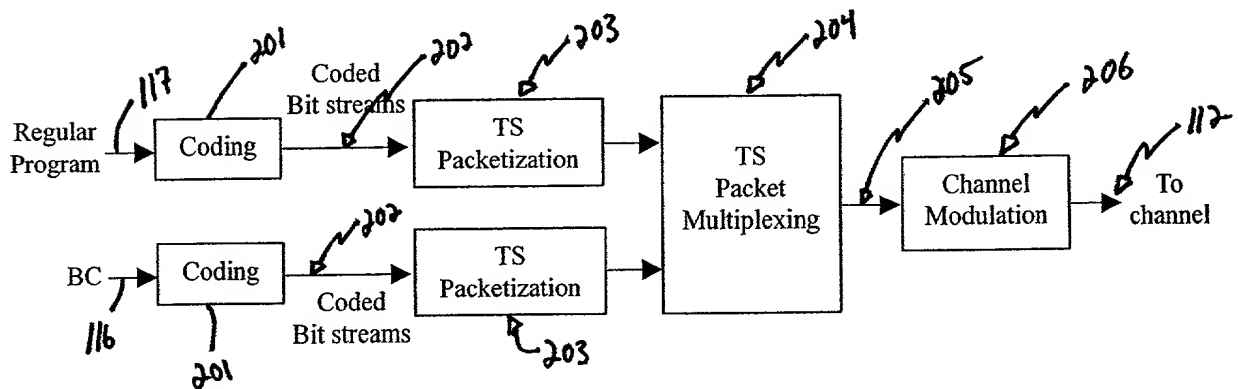 201
202
203
204
117
Coded
Bit streams
205
206
112
Regular
Program
Coding
TS
Packetization
TS
Packet
Multiplexing
Channel
Modulation
To
channel
202
BC
Coding
TS
Packetization
Coded
Bit streams
116
201
203